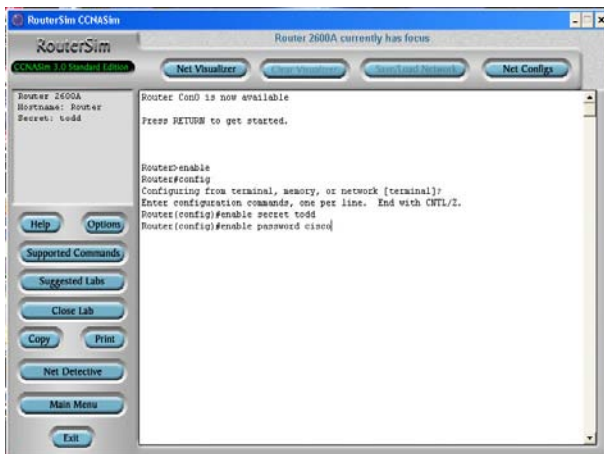 RouterSim CCNASim
RouterSim
CCNASim 3.0 Standard Edition
Router 2600A currently has focus
Net Visualizer
Clear Visualizer
Save/Load Network
Net Configs
Router 2600A
Hostname: Router
Secret: todd
Help
Options
Supported Commands
Suggested Labs
Close Lab
Copy
Print
Net Detective
Main Menu
Exit
Router Con0 is now available
Press RETURN to get started.
Router>enable
Router#config
Configuring from terminal, memory, or network [terminal]?
Enter configuration commands, one per line. End with CNTL/Z.
Router(config)#enable secret todd
Router(config)#enable password cisco